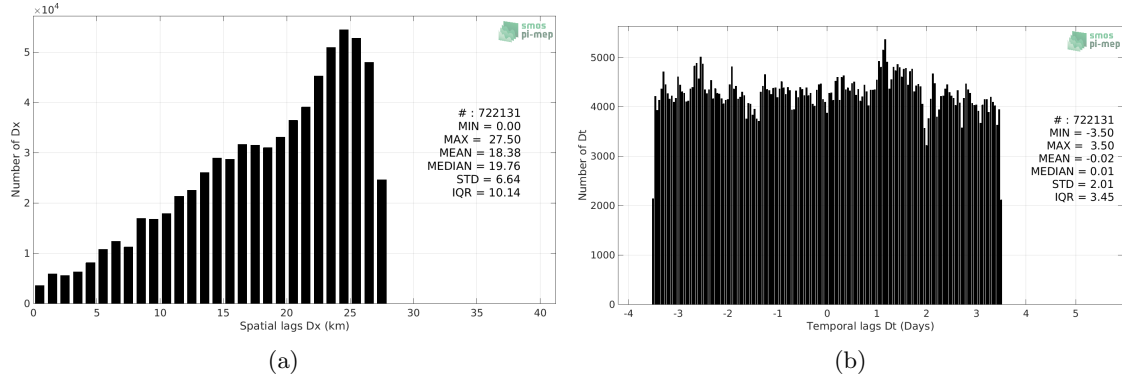 ×10⁴
smos
pi-mep
5
4
3
2
1
0
Number of Dx
# : 722131
MIN = 0.00
MAX = 27.50
MEAN = 18.38
MEDIAN = 19.76
STD = 6.64
IQR = 10.14
0 5 10 15 20 25 30 35 40
Spatial lags Dx (km)
(a)
smos
pi-mep
5000
4000
3000
2000
1000
0
Number of Dt
# : 722131
MIN = -3.50
MAX = 3.50
MEAN = -0.02
MEDIAN = 0.01
STD = 2.01
IQR = 3.45
-4 -3 -2 -1 0 1 2 3 4 5
Temporal lags Dt (Days)
(b)